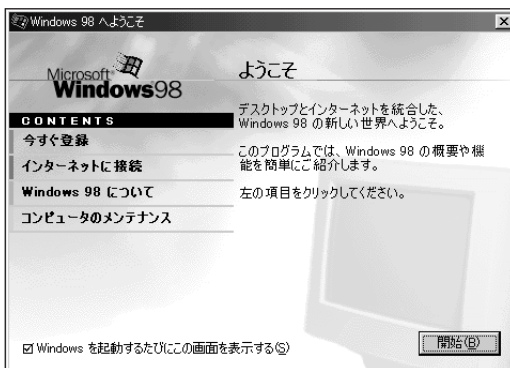 Windows 98 へようこそ
Microsoft
Windows98
CONTENTS
今すぐ登録
インターネットに接続
Windows 98 について
コンピュータのメンテナンス
ようこそ
デスクトップとインターネットを統合した、
Windows 98 の新しい世界へようこそ。
このプログラムでは、Windows 98 の概要や機
能を簡単にご紹介します。
左の項目をクリックしてください。
Windows を起動するたびにこの画面を表示する(S)
開始(B)